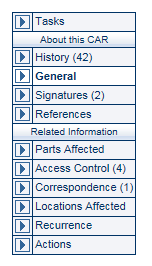 Tasks
About this CAR
History (42)
General
Signatures (2)
References
Related Information
Parts Affected
Access Control (4)
Correspondence (1)
Locations Affected
Recurrence
Actions